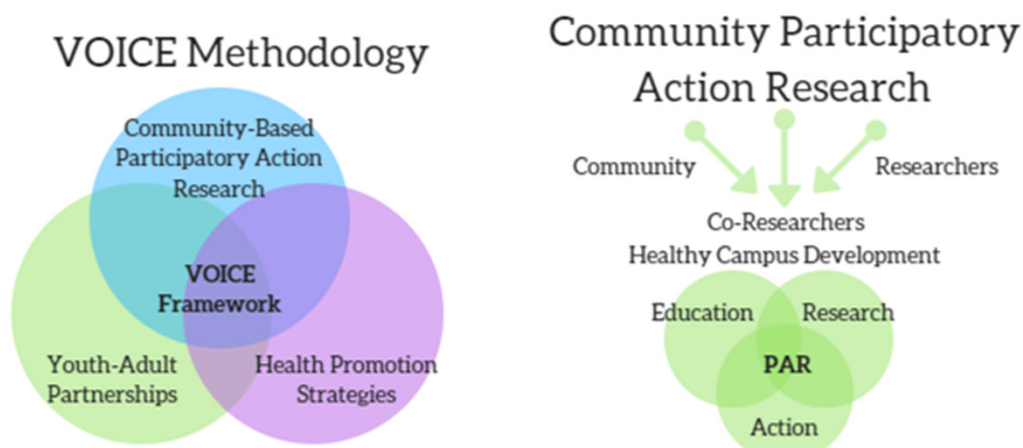 VOICE Methodology
Community-Based
Participatory Action
Research
VOICE
Framework
Youth-Adult
Partnerships
Health Promotion
Strategies
Community Participatory
Action Research
Community
Researchers
Co-Researchers
Healthy Campus Development
Education
Research
PAR
Action